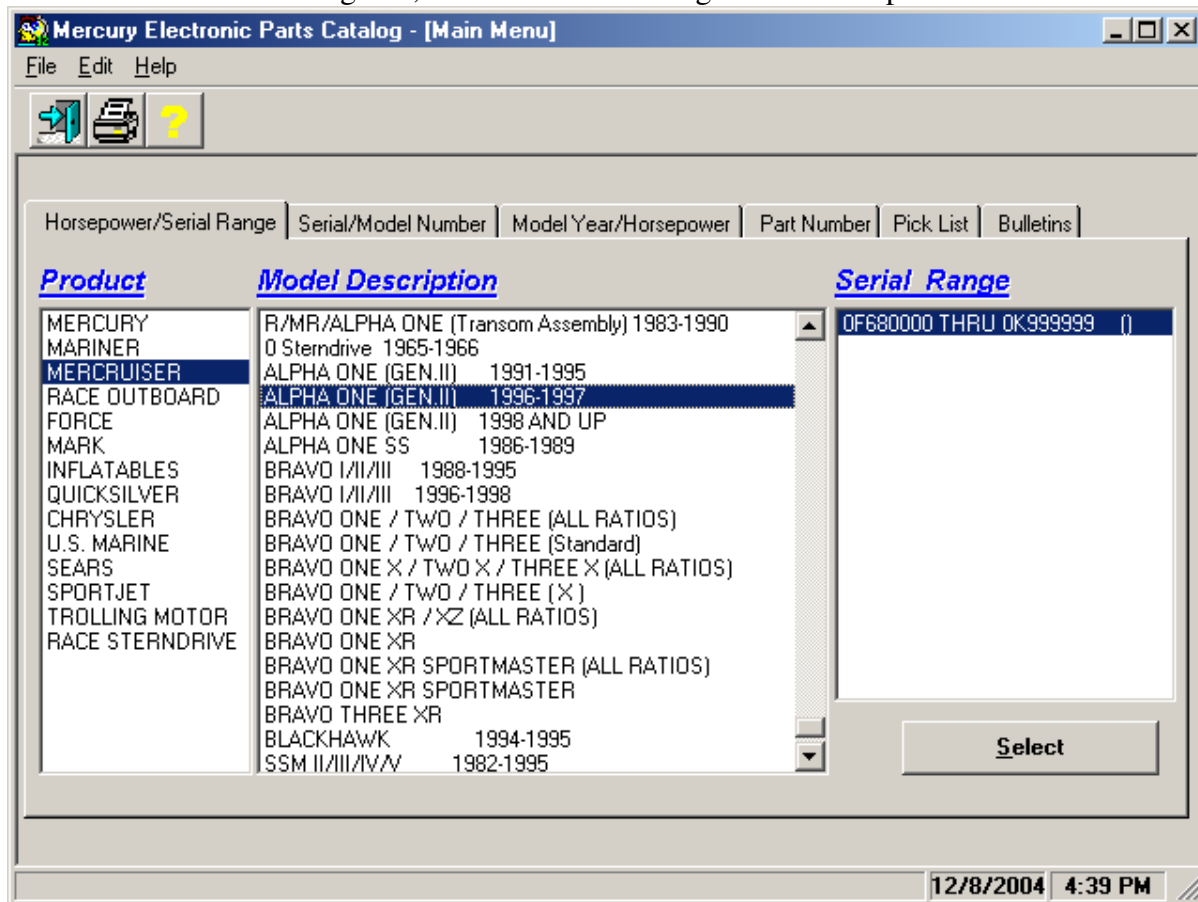 Mercury Electronic Parts Catalog - [Main Menu]
File Edit Help
?
Horsepower/Serial Range Serial/Model Number Model Year/Horsepower Part Number Pick List Bulletins
Product
MERCURY
MARINER
MERCRUISER
RACE OUTBOARD
FORCE
MARK
INFLATABLES
QUICKSILVER
CHRYSLER
U.S. MARINE
SEARS
SPORTJET
TROLLING MOTOR
RACE STERNDRIVE
Model Description
R/MR/ALPHA ONE (Transom Assembly) 1983-1990
0 Sterndrive 1965-1966
ALPHA ONE (GEN.II) 1991-1995
ALPHA ONE (GEN.II) 1996-1997
ALPHA ONE (GEN.II) 1998 AND UP
ALPHA ONE SS 1986-1989
BRAVO I/II/III 1988-1995
BRAVO I/II/III 1996-1998
BRAVO ONE / TWO / THREE (ALL RATIOS)
BRAVO ONE / TWO / THREE (Standard)
BRAVO ONE X / TWO X / THREE X (ALL RATIOS)
BRAVO ONE / TWO / THREE ( X )
BRAVO ONE XR / XZ (ALL RATIOS)
BRAVO ONE XR
BRAVO ONE XR SPORTMASTER (ALL RATIOS)
BRAVO ONE XR SPORTMASTER
BRAVO THREE XR
BLACKHAWK 1994-1995
SSM II/III/IV/V 1982-1995
Serial Range
0F680000 THRU 0K999999 ()
Select
12/8/2004 4:39 PM